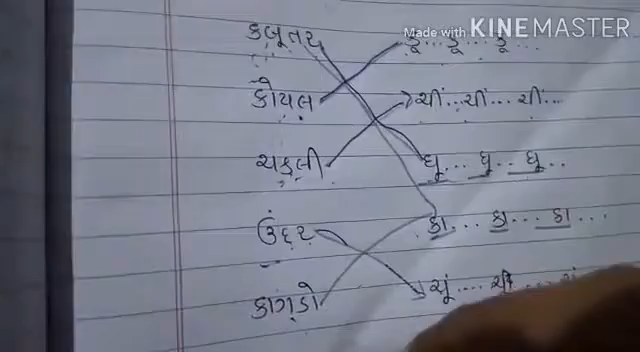 Made with KINEMASTER
કબૂતર કૂ... કૂ... કૂ...
કોયલ ચીં... ચીં... ચીં...
ચકલી ઘૂ... ઘૂ... ઘૂ..
ઉંદર કા... કા... કા...
કાગડો ચૂં....